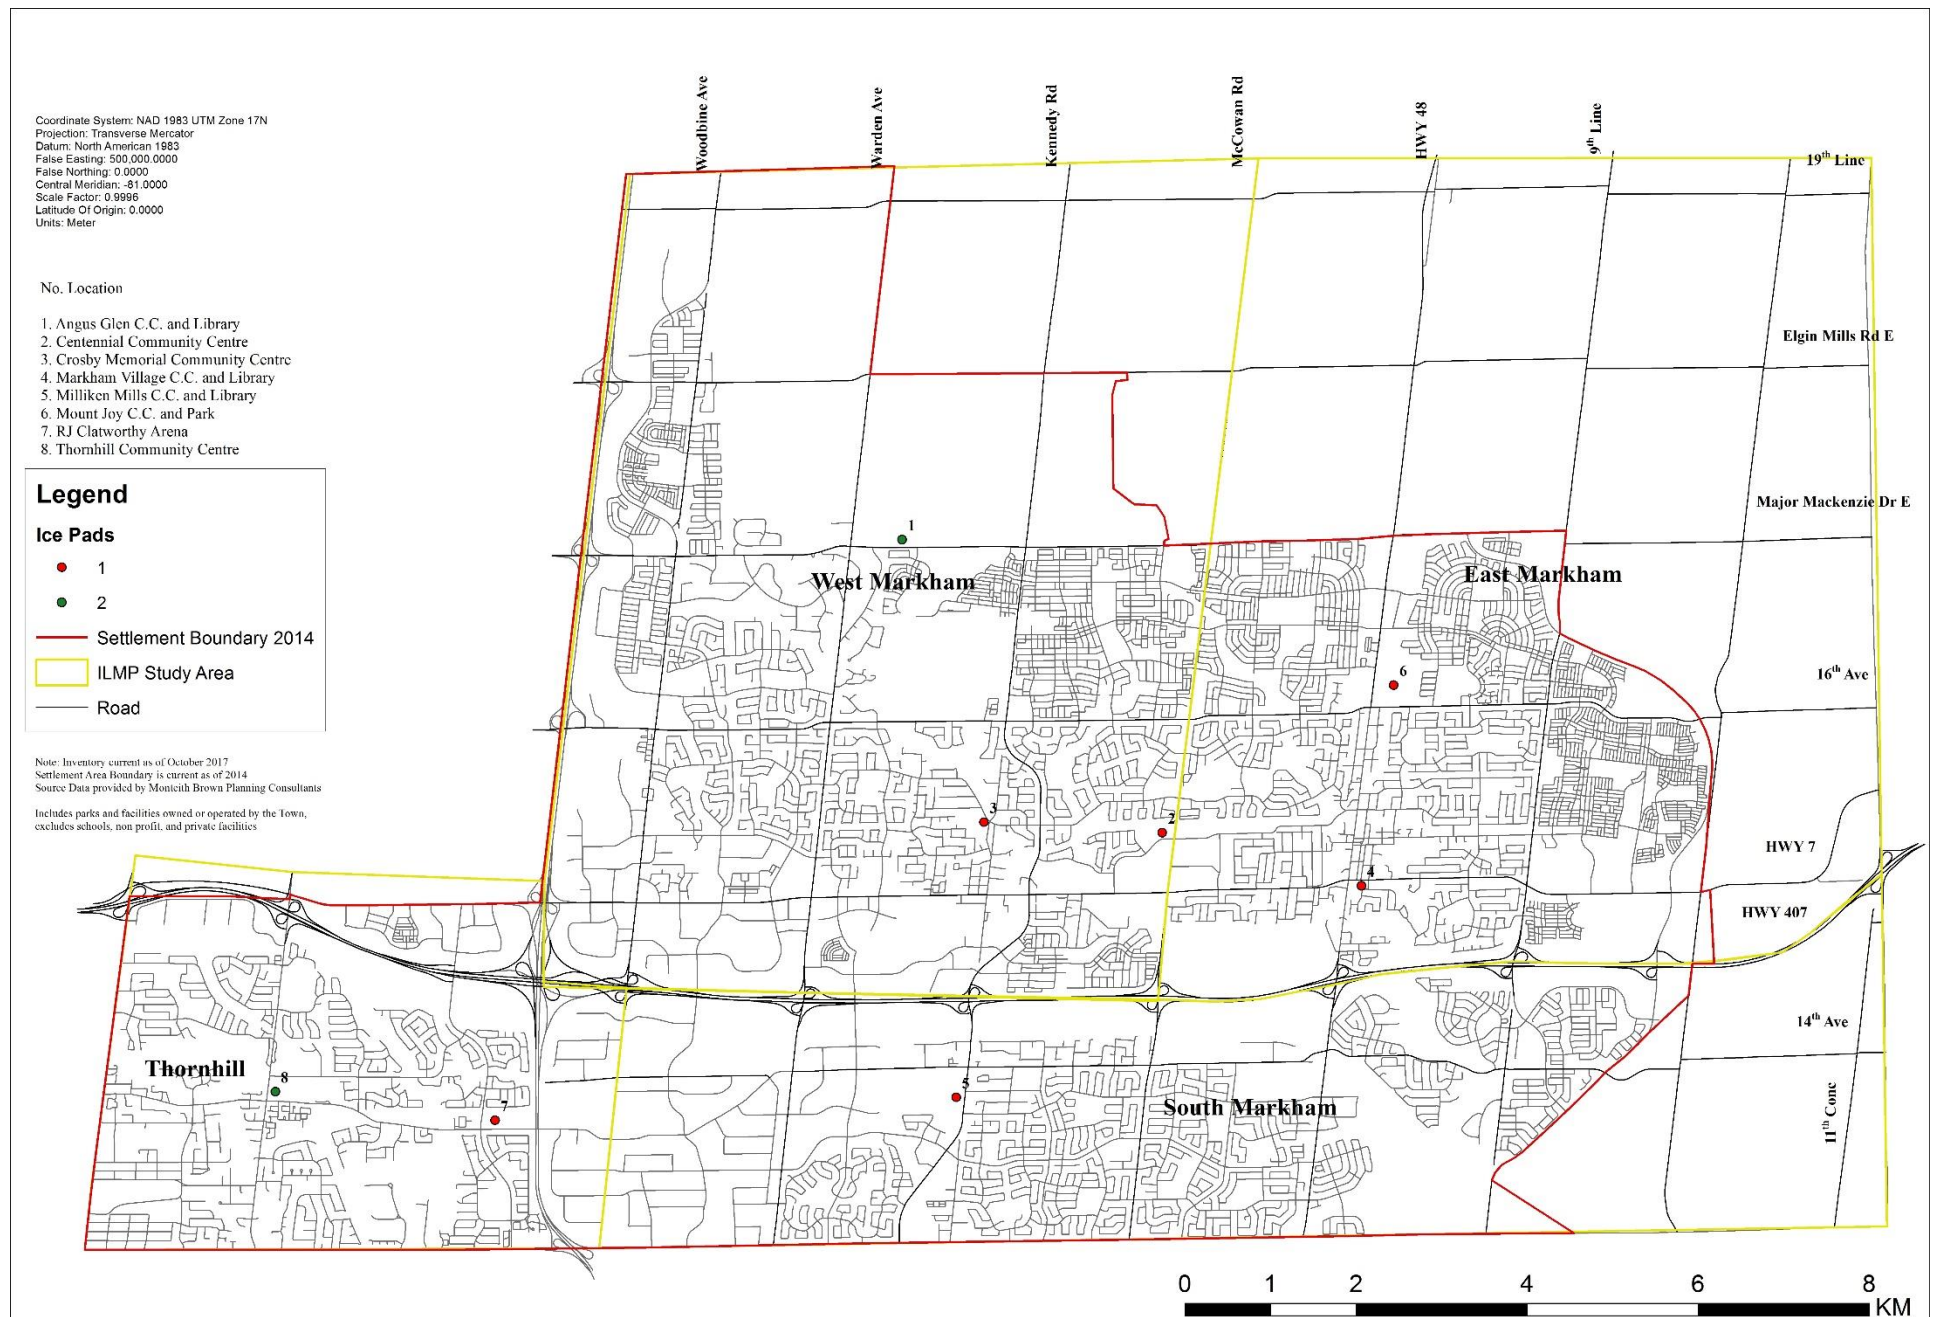 Woodbine Ave
Warden Ave
Kennedy Rd
McCowan Rd
HWY 48
9th Line
Coordinate System: NAD 1983 UTM Zone 17N
Projection: Transverse Mercator
Datum: North American 1983
False Easting: 500,000.0000
False Northing: 0.0000
Central Meridian: -81.0000
Scale Factor: 0.9996
Latitude Of Origin: 0.0000
Units: Meter
19th Line
No. Location
1. Angus Glen C.C. and Library
2. Centennial Community Centre
3. Crosby Memorial Community Centre
4. Markham Village C.C. and Library
5. Milliken Mills C.C. and Library
6. Mount Joy C.C. and Park
7. RJ Clatworthy Arena
8. Thornhill Community Centre
Elgin Mills Rd E
Legend
Ice Pads
1
2
Settlement Boundary 2014
ILMP Study Area
Road
Major Mackenzie Dr E
1
West Markham
East Markham
6
16th Ave
Note: Inventory current as of October 2017
Settlement Area Boundary is current as of 2014
Source Data provided by Monteith Brown Planning Consultants
Includes parks and facilities owned or operated by the Town,
excludes schools, non profit, and private facilities
3
2
HWY 7
4
HWY 407
14th Ave
Thornhill
8
7
5
South Markham
11th Conc
0 1 2 4 6 8
KM